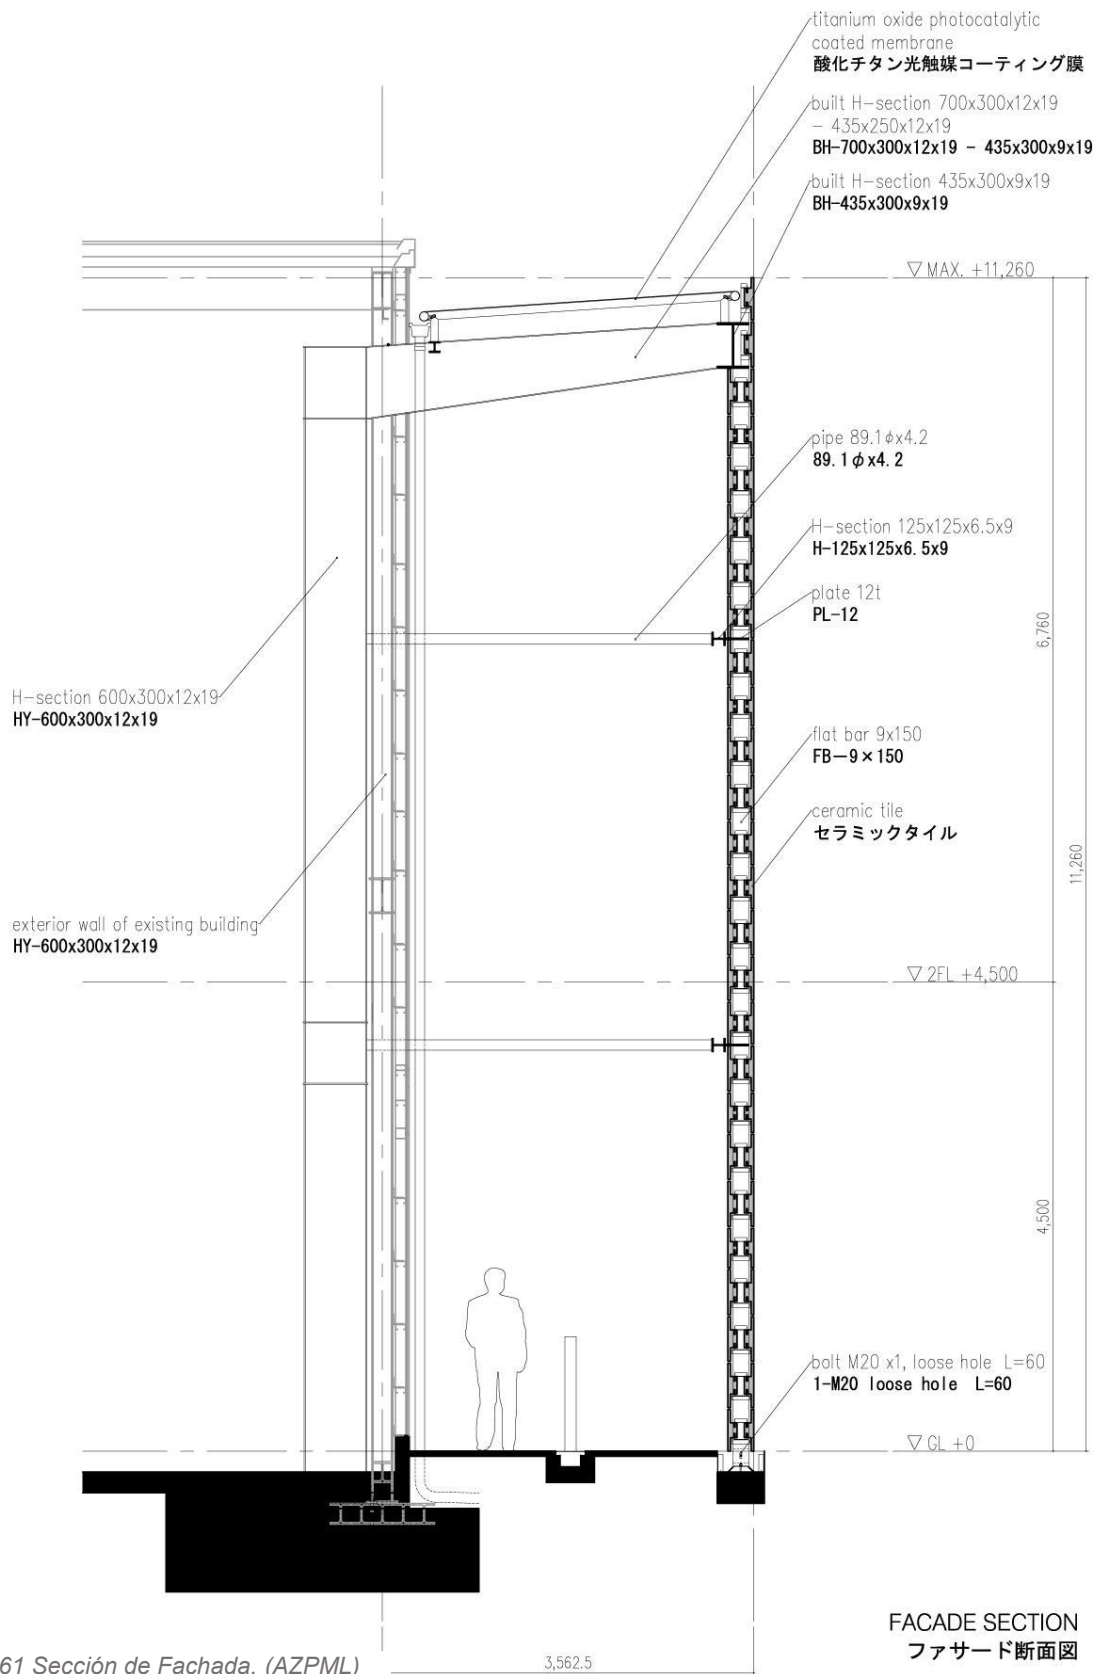 titanium oxide photocatalytic
coated membrane
酸化チタン光触媒コーティング膜
built H-section 700x300x12x19
- 435x250x12x19
BH-700x300x12x19 - 435x300x9x19
built H-section 435x300x9x19
BH-435x300x9x19
▽MAX. +11,260
pipe 89.1φx4.2
89.1φx4.2
H-section 125x125x6.5x9
H-125x125x6.5x9
plate 12t
PL-12
6,760
H-section 600x300x12x19
HY-600x300x12x19
flat bar 9x150
FB-9×150
ceramic tile
セラミックタイル
11,260
exterior wall of existing building
HY-600x300x12x19
▽2FL +4,500
4,500
bolt M20 x1, loose hole L=60
1-M20 loose hole L=60
▽GL +0
FACADE SECTION
ファサード断面図
61 Sección de Fachada. (AZPML)
3,562.5